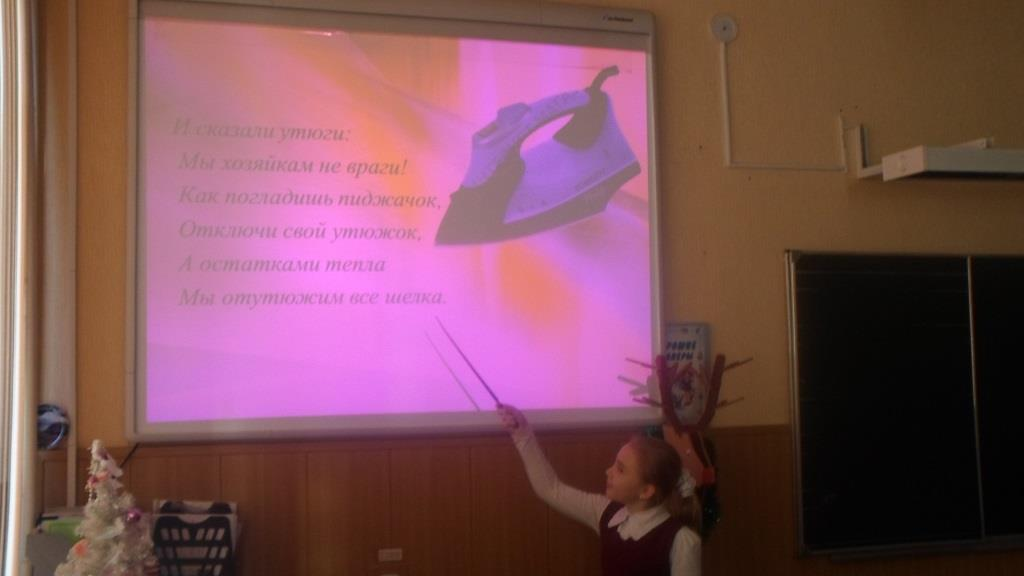 И сказали утюги:
Мы хозяйкам не враги!
Как погладишь пиджачок,
Отключи свой утюжок,
А остатками тепла
Мы отутюжим все шелка.